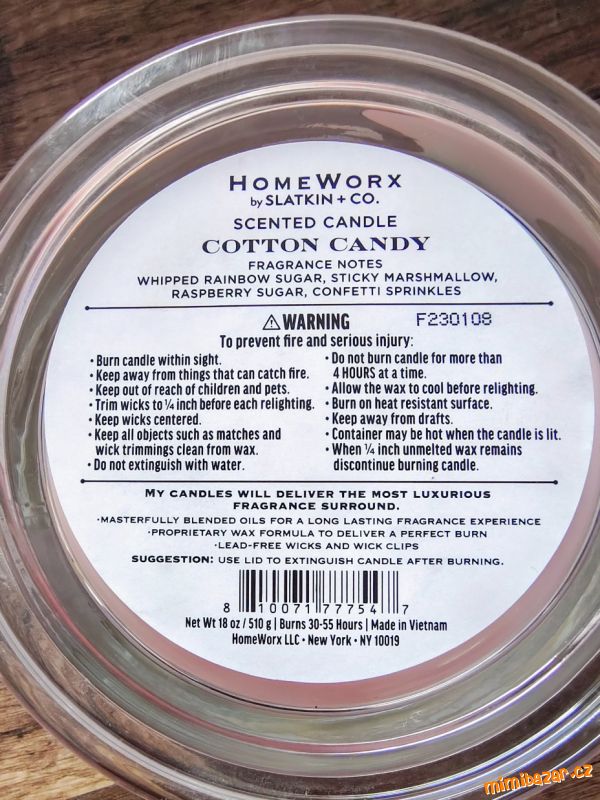 HOMEWORX
by SLATKIN + CO.
SCENTED CANDLE
COTTON CANDY
FRAGRANCE NOTES
WHIPPED RAINBOW SUGAR, STICKY MARSHMALLOW,
RASPBERRY SUGAR, CONFETTI SPRINKLES
⚠WARNING
F230108
To prevent fire and serious injury:
• Burn candle within sight.
• Keep away from things that can catch fire.
• Keep out of reach of children and pets.
• Trim wicks to ¼ inch before each relighting.
• Keep wicks centered.
• Keep all objects such as matches and
wick trimmings clean from wax.
• Do not extinguish with water.
• Do not burn candle for more than
4 HOURS at a time.
• Allow the wax to cool before relighting.
• Burn on heat resistant surface.
• Keep away from drafts.
• Container may be hot when the candle is lit.
• When ¼ inch unmelted wax remains
discontinue burning candle.
MY CANDLES WILL DELIVER THE MOST LUXURIOUS
FRAGRANCE SURROUND.
•MASTERFULLY BLENDED OILS FOR A LONG LASTING FRAGRANCE EXPERIENCE
•PROPRIETARY WAX FORMULA TO DELIVER A PERFECT BURN
•LEAD-FREE WICKS AND WICK CLIPS
SUGGESTION: USE LID TO EXTINGUISH CANDLE AFTER BURNING.
8 10071 77754 7
Net Wt 18 oz / 510 g | Burns 30-55 Hours | Made in Vietnam
HomeWorx LLC • New York • NY 10019
mimibazar.cz